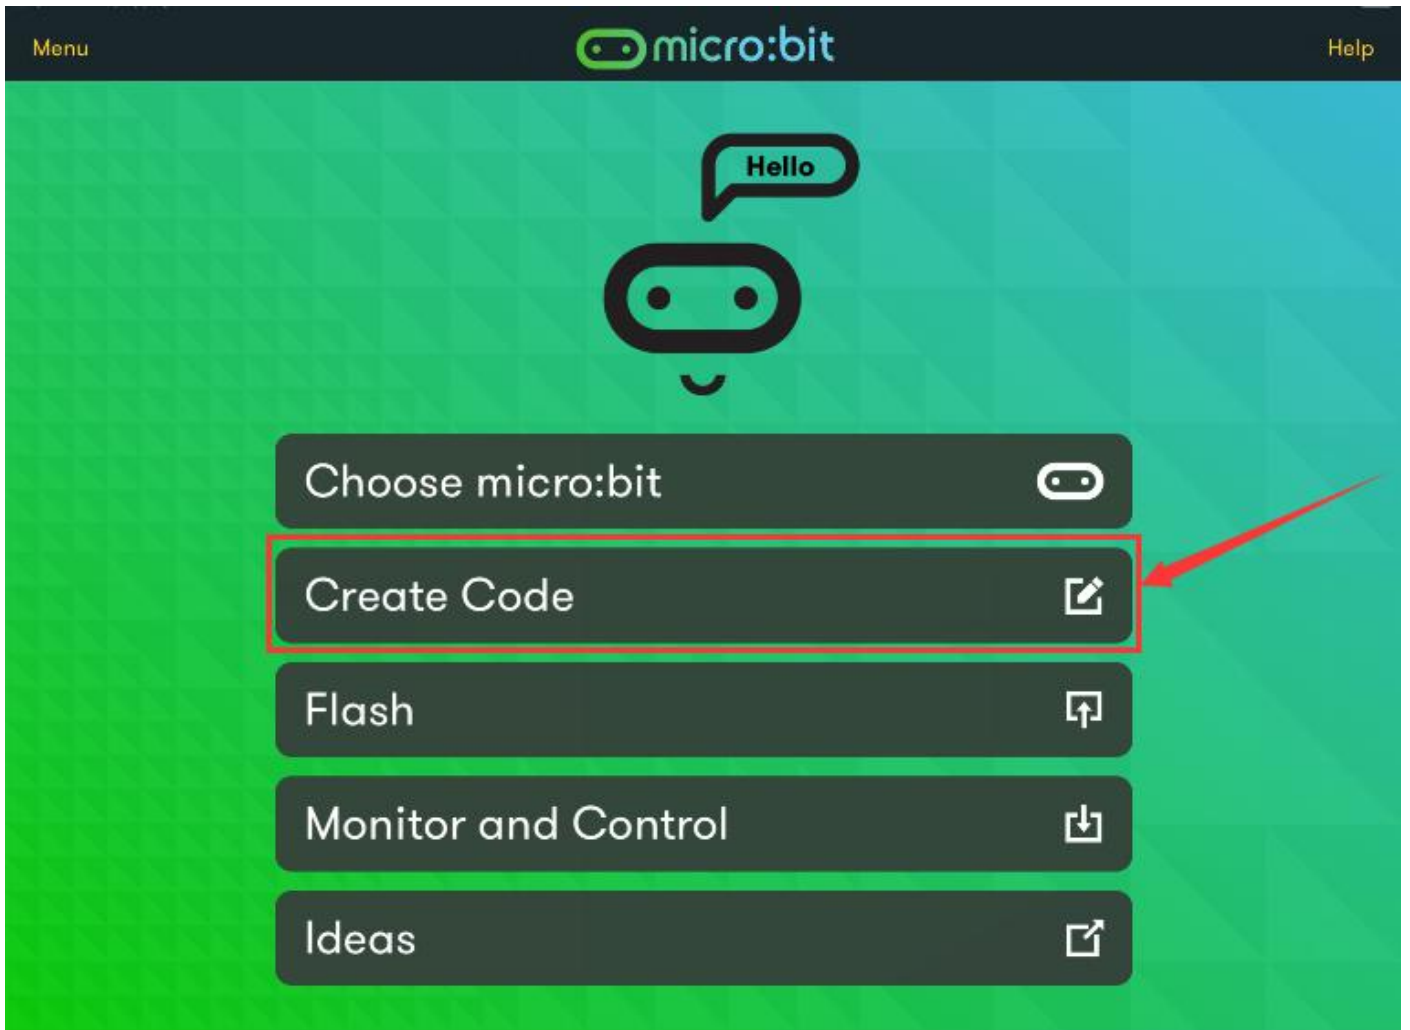 Menu
micro:bit
Help
Hello
Choose micro:bit
Create Code
Flash
Monitor and Control
Ideas